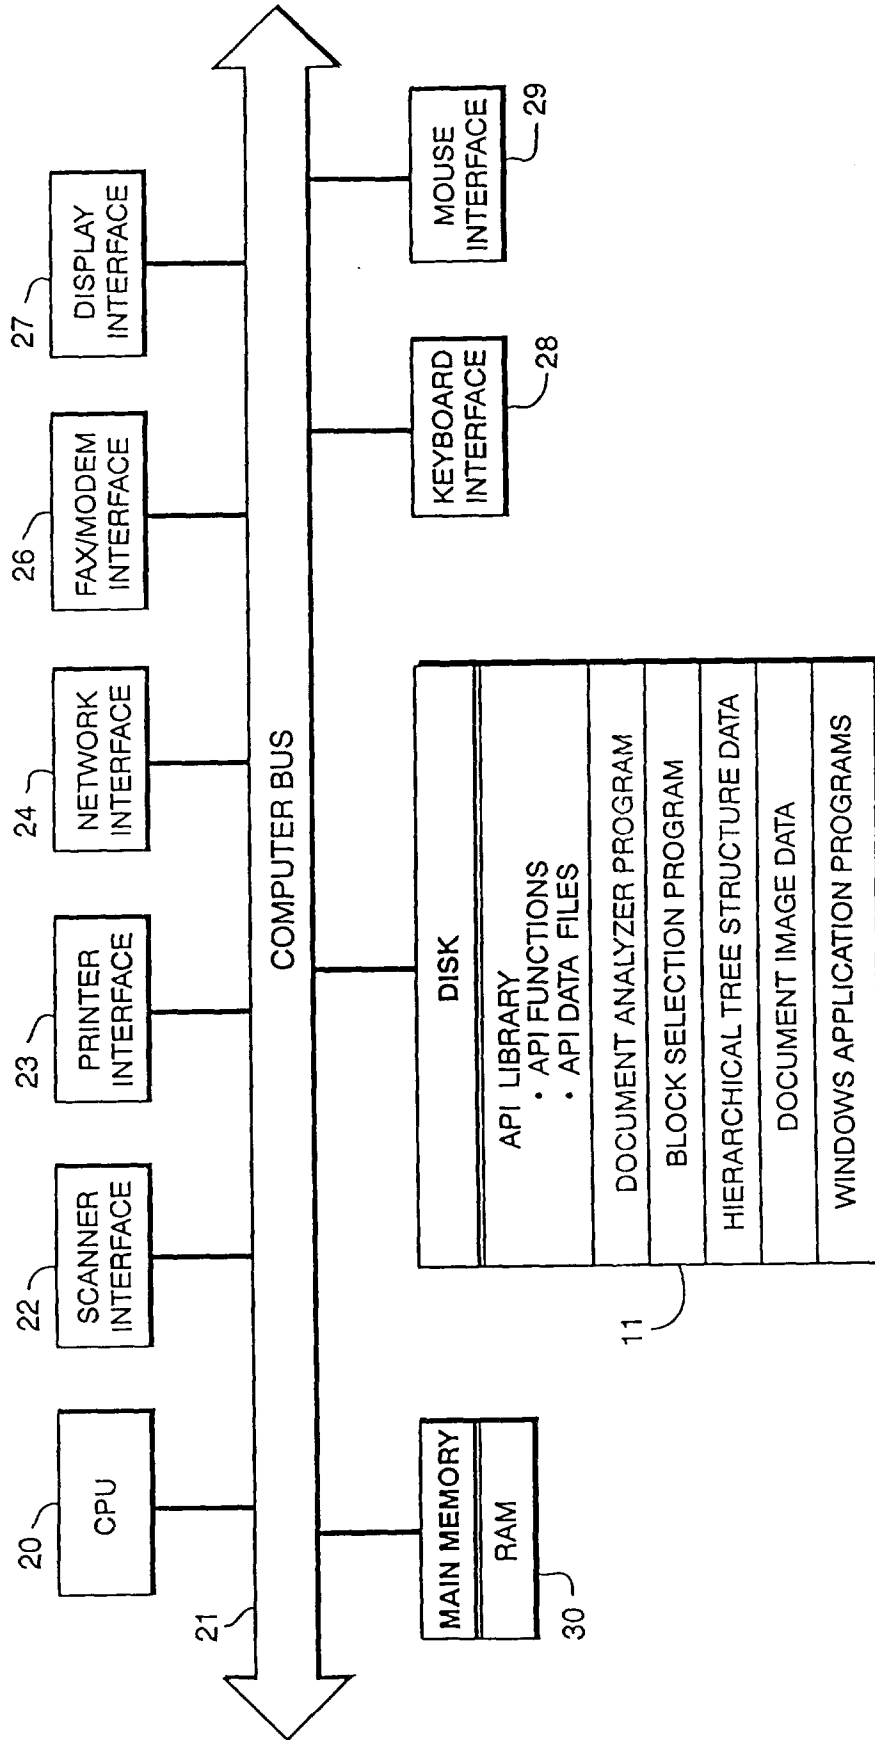 20
CPU
22
SCANNER
INTERFACE
23
PRINTER
INTERFACE
24
NETWORK
INTERFACE
26
FAX/MODEM
INTERFACE
27
DISPLAY
INTERFACE
21
COMPUTER BUS
MAIN MEMORY
RAM
30
DISK
API LIBRARY
• API FUNCTIONS
• API DATA FILES
DOCUMENT ANALYZER PROGRAM
BLOCK SELECTION PROGRAM
HIERARCHICAL TREE STRUCTURE DATA
DOCUMENT IMAGE DATA
WINDOWS APPLICATION PROGRAMS
11
KEYBOARD
INTERFACE
28
MOUSE
INTERFACE
29